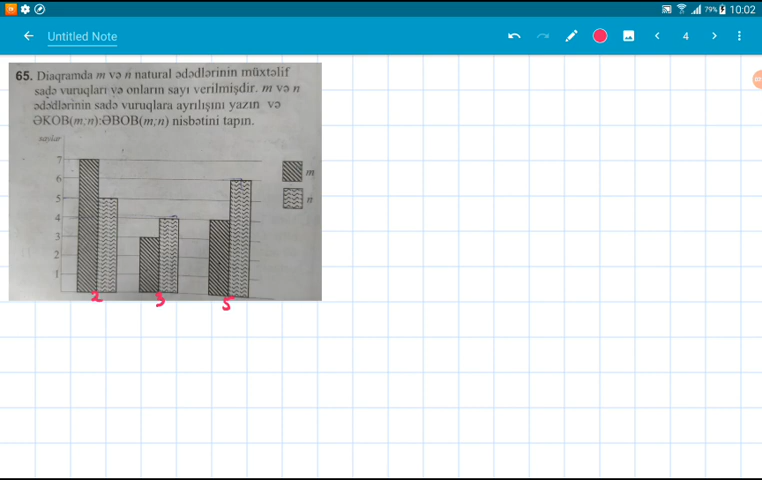 79% 10:02
Untitled Note
4
65. Diaqramda m və n natural ədədlərinin müxtəlif
sadə vuruqları və onların sayı verilmişdir. m və n
ədədlərinin sadə vuruqlara ayrılışını yazın və
ƏKOB(m;n):ƏBOB(m;n) nisbətini tapın.
saylar
7
6
5
4
3
2
1
m
n
2 3 5